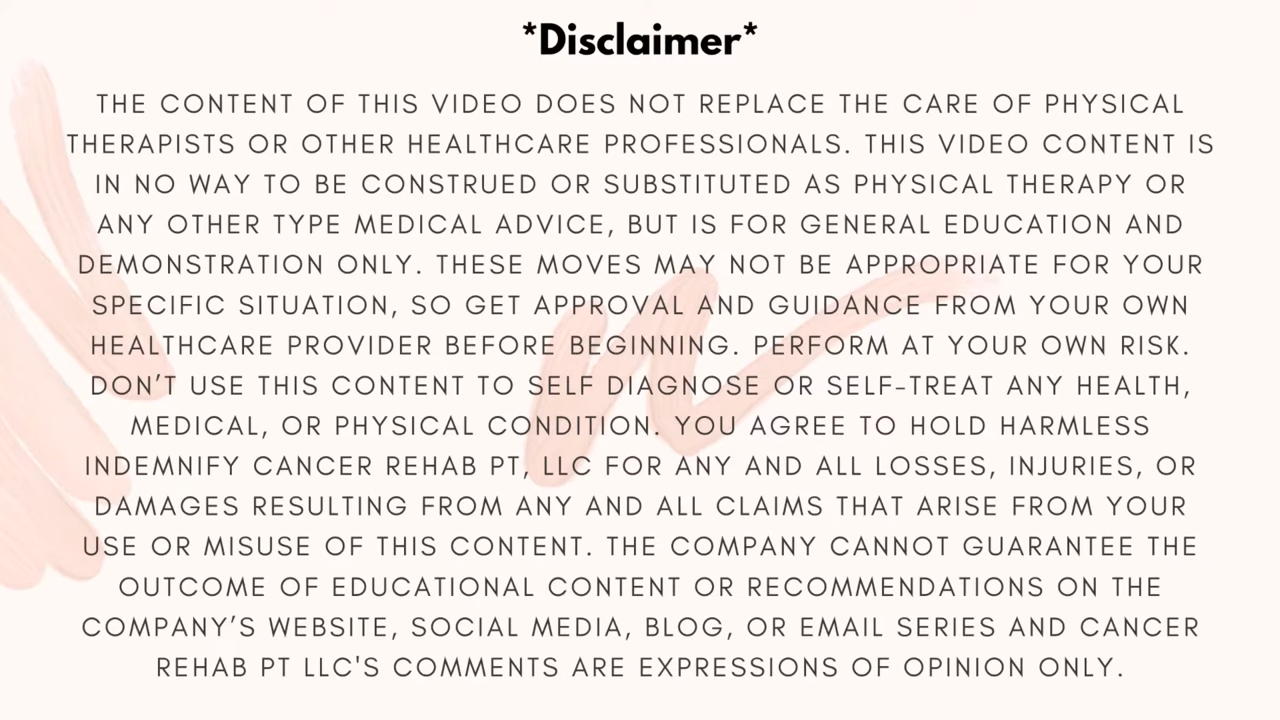 *Disclaimer*
THE CONTENT OF THIS VIDEO DOES NOT REPLACE THE CARE OF PHYSICAL
THERAPISTS OR OTHER HEALTHCARE PROFESSIONALS. THIS VIDEO CONTENT IS
IN NO WAY TO BE CONSTRUED OR SUBSTITUTED AS PHYSICAL THERAPY OR
ANY OTHER TYPE MEDICAL ADVICE, BUT IS FOR GENERAL EDUCATION AND
DEMONSTRATION ONLY. THESE MOVES MAY NOT BE APPROPRIATE FOR YOUR
SPECIFIC SITUATION, SO GET APPROVAL AND GUIDANCE FROM YOUR OWN
HEALTHCARE PROVIDER BEFORE BEGINNING. PERFORM AT YOUR OWN RISK.
DON’T USE THIS CONTENT TO SELF DIAGNOSE OR SELF-TREAT ANY HEALTH,
MEDICAL, OR PHYSICAL CONDITION. YOU AGREE TO HOLD HARMLESS
INDEMNIFY CANCER REHAB PT, LLC FOR ANY AND ALL LOSSES, INJURIES, OR
DAMAGES RESULTING FROM ANY AND ALL CLAIMS THAT ARISE FROM YOUR
USE OR MISUSE OF THIS CONTENT. THE COMPANY CANNOT GUARANTEE THE
OUTCOME OF EDUCATIONAL CONTENT OR RECOMMENDATIONS ON THE
COMPANY’S WEBSITE, SOCIAL MEDIA, BLOG, OR EMAIL SERIES AND CANCER
REHAB PT LLC'S COMMENTS ARE EXPRESSIONS OF OPINION ONLY.